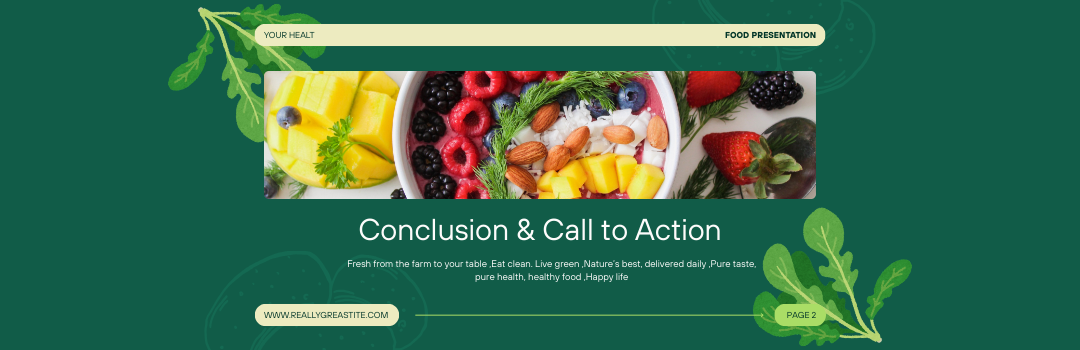 YOUR HEALT
FOOD PRESENTATION
Conclusion & Call to Action
Fresh from the farm to your table ,Eat clean. Live green ,Nature's best, delivered daily ,Pure taste,
pure health, healthy food ,Happy life
WWW.REALLYGREASTITE.COM
PAGE 2